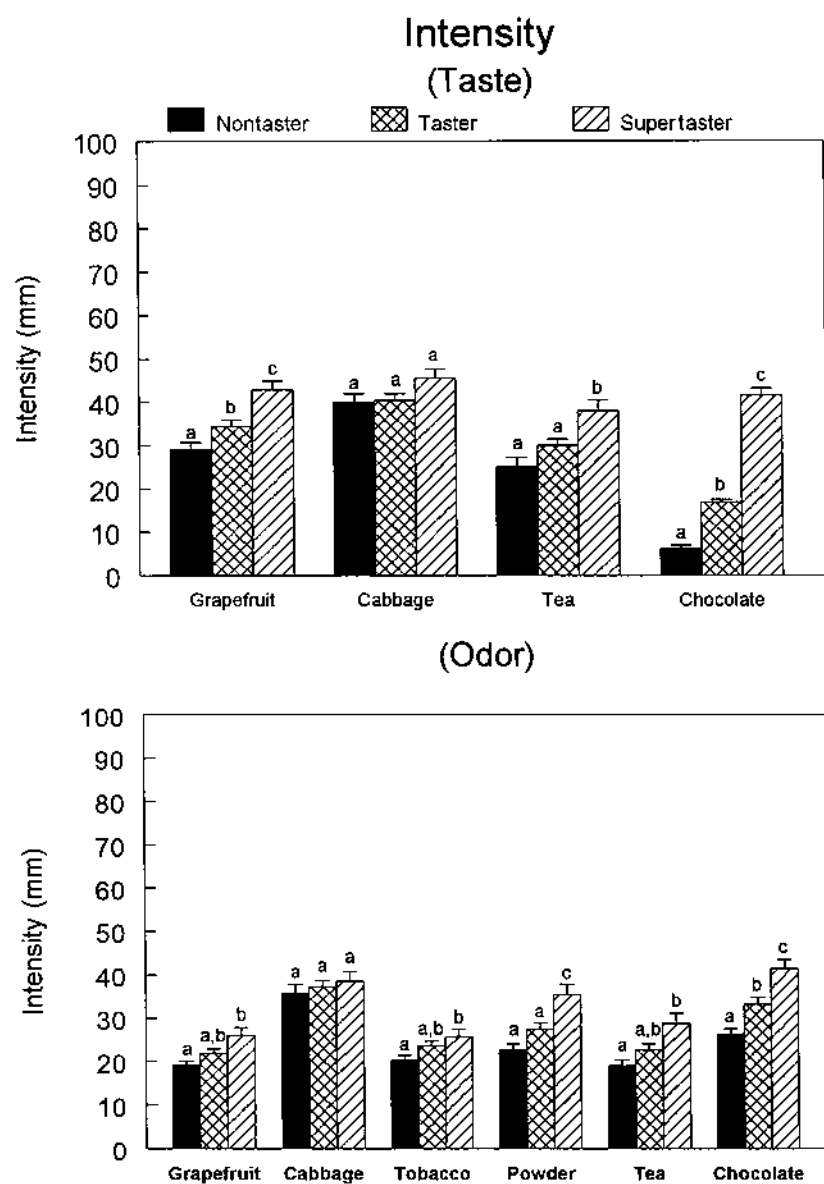 Intensity
(Taste)
Nontaster Taster Supertaster
100
90
80
70
60
50
40
30
20
10
0
Intensity (mm)
a b c
a a a
a a b
a b c
Grapefruit Cabbage Tea Chocolate
(Odor)
100
90
80
70
60
50
40
30
20
10
0
Intensity (mm)
a a,b b
a a a
a a,b b
a a c
a a,b b
a b c
Grapefruit Cabbage Tobacco Powder Tea Chocolate